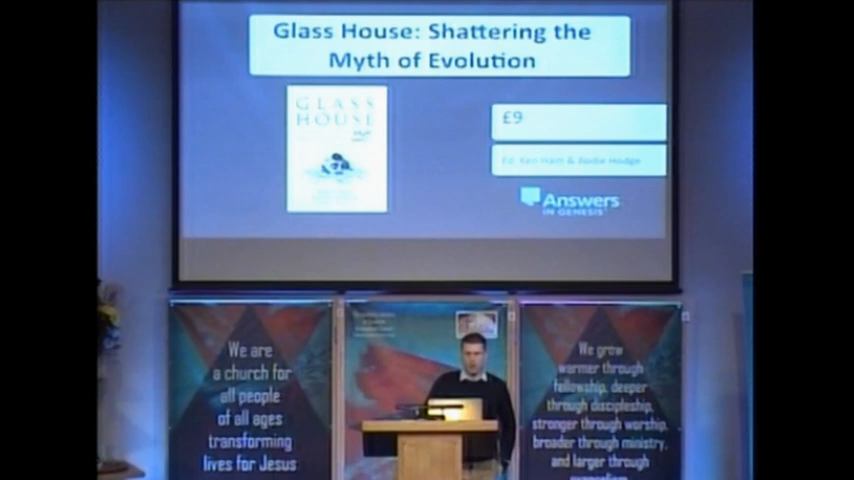 Glass House: Shattering the
Myth of Evolution
GLASS
HOUSE
£9
Ed. Ken Ham & Bodie Hodge
Answers
IN GENESIS
We are
a church for
all people
of all ages
transforming
lives for Jesus
We grow
warmer through
fellowship, deeper
through discipleship,
stronger through worship,
broader through ministry,
and larger through
evangelism